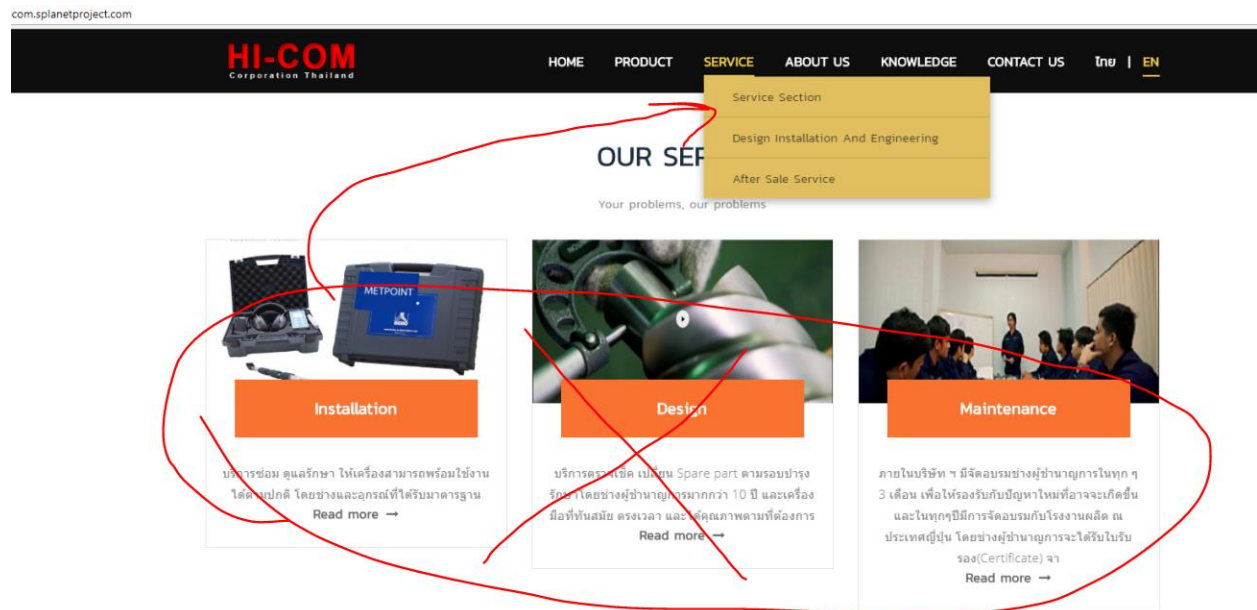 com.splanetproject.com
HI-COM
Corporation Thailand
HOME PRODUCT SERVICE ABOUT US KNOWLEDGE CONTACT US ไทย | EN
Service Section
Design Installation And Engineering
After Sale Service
OUR SER
Your problems, our problems
METPOINT
Installation
Design
Maintenance
บริการซ่อม ดูแลรักษา ให้เครื่องสามารถพร้อมใช้งาน
ได้ตามปกติ โดยช่างและอุกรณ์ที่ได้รับมาตรฐาน
Read more →
บริการตรวจเช็ค เปลี่ยน Spare part ตามรอบบำรุง
รักษาโดยช่างผู้ชำนาญการมากกว่า 10 ปี และเครื่อง
มือที่ทันสมัย ตรงเวลา และได้คุณภาพตามที่ต้องการ
Read more →
ภายในบริษัท ฯ มีจัดอบรมช่างผู้ชำนาญการในทุก ๆ
3 เดือน เพื่อให้รองรับกับปัญหาใหม่ที่อาจจะเกิดขึ้น
และในทุกๆปีมีการจัดอบรมกับโรงงานผลิต ณ
ประเทศญี่ปุ่น โดยช่างผู้ชำนาญการจะได้รับใบรับ
รอง(Certificate) จา
Read more →